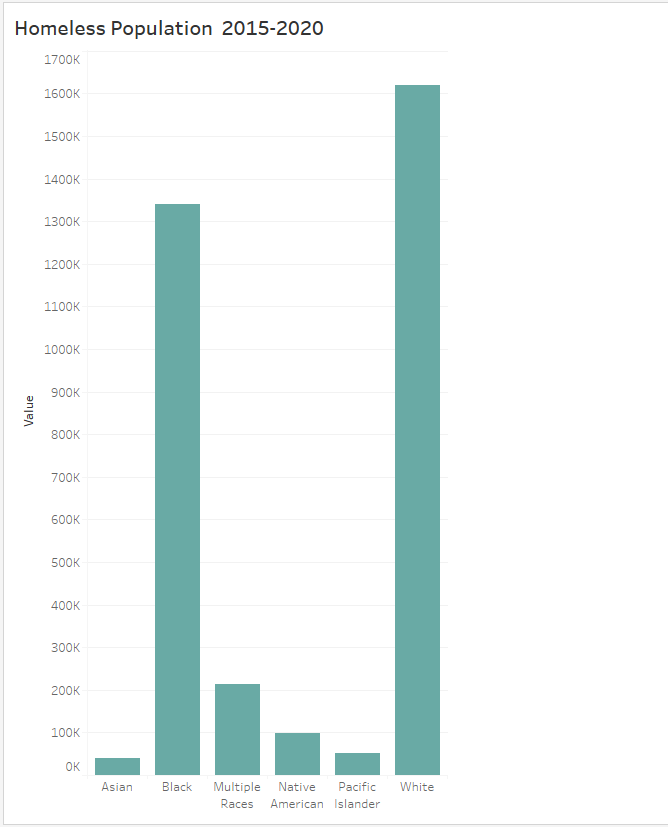 Homeless Population 2015-2020
1700K
1600K
1500K
1400K
1300K
1200K
1100K
1000K
900K
800K
700K
600K
500K
400K
300K
200K
100K
0K
Value
Asian
Black
Multiple
Races
Native
American
Pacific
Islander
White